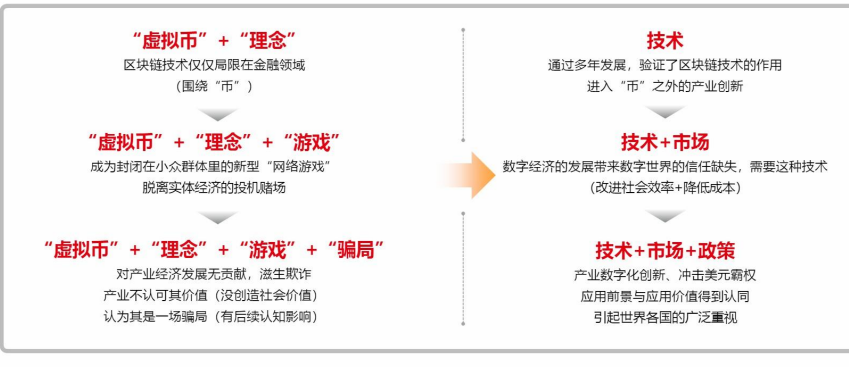 “虚拟币” + “理念”
区块链技术仅仅局限在金融领域
（围绕“币”）
“虚拟币” + “理念” + “游戏”
成为封闭在小众群体里的新型“网络游戏”
脱离实体经济的投机赌场
“虚拟币” + “理念” + “游戏” + “骗局”
对产业经济发展无贡献，滋生欺诈
产业不认可其价值（没创造社会价值）
认为其是一场骗局（有后续认知影响）
技术
通过多年发展，验证了区块链技术的作用
进入“币”之外的产业创新
技术+市场
数字经济的发展带来数字世界的信任缺失，需要这种技术
（改进社会效率+降低成本）
技术+市场+政策
产业数字化创新、冲击美元霸权
应用前景与应用价值得到认同
引起世界各国的广泛重视